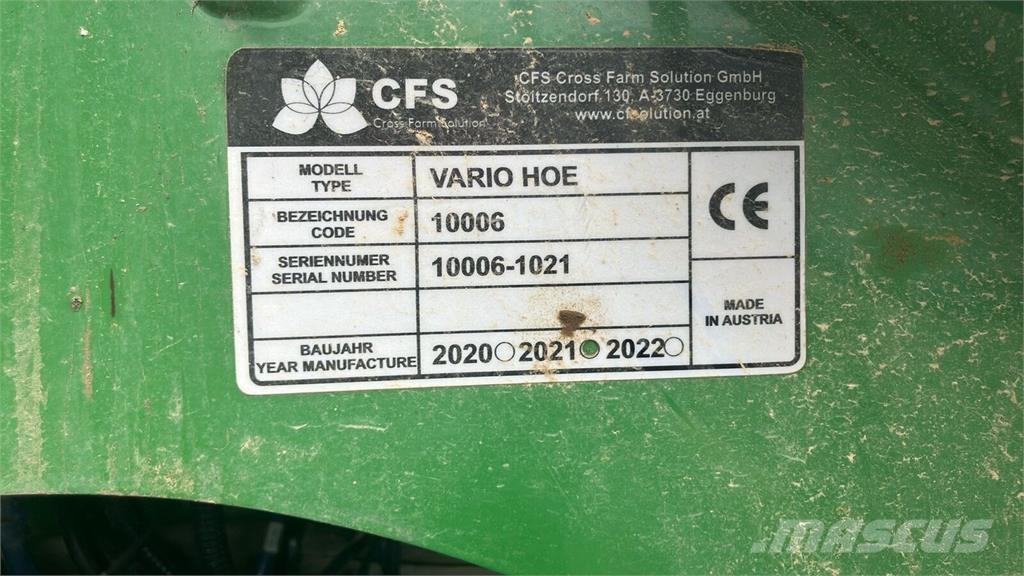 CFS
Cross Farm Solution
CFS Cross Farm Solution GmbH
Stoitzendorf 130, A-3730 Eggenburg
www.cfsolution.at
MODELL
TYPE
VARIO HOE
BEZEICHNUNG
CODE
10006
SERIENNUMER
SERIAL NUMBER
10006-1021
BAUJAHR
YEAR MANUFACTURE
2020 2021 2022
CE
MADE
IN AUSTRIA
MASCUS